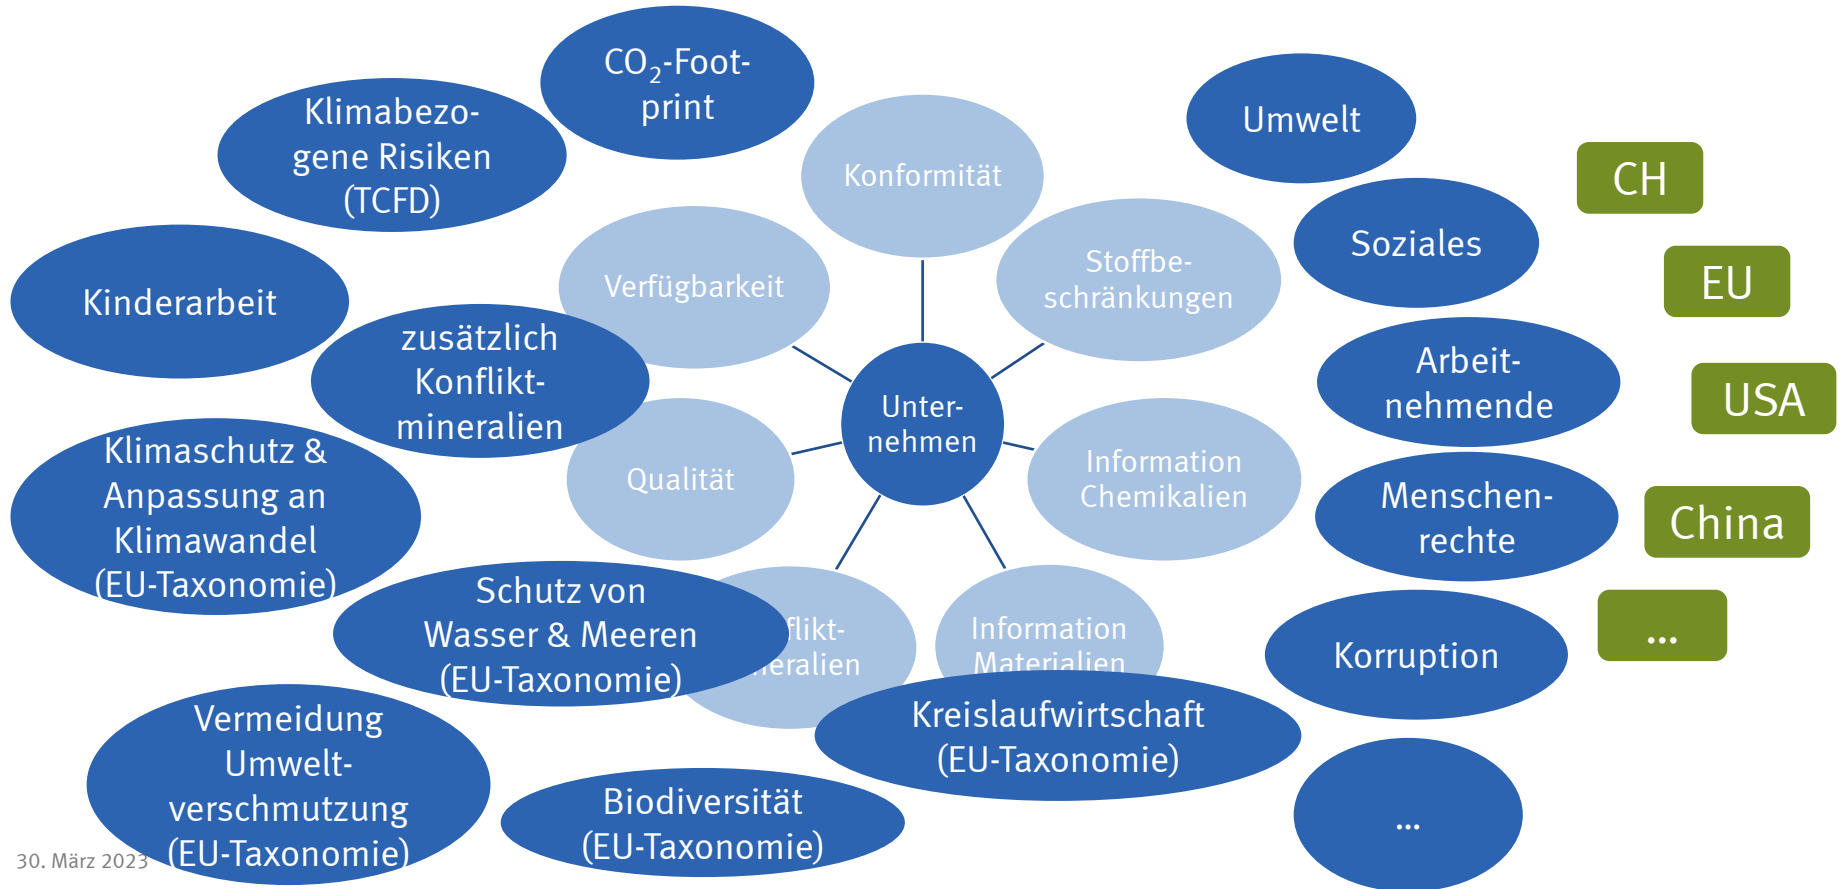 CO₂-Foot-
print
Klimabezo-
gene Risiken
(TCFD)
Kinderarbeit
zusätzlich
Konflikt-
mineralien
Klimaschutz &
Anpassung an
Klimawandel
(EU-Taxonomie)
Schutz von
Wasser & Meeren
(EU-Taxonomie)
Vermeidung
Umwelt-
verschmutzung
(EU-Taxonomie)
Biodiversität
(EU-Taxonomie)
Kreislaufwirtschaft
(EU-Taxonomie)
Konformität
Verfügbarkeit
Stoffbe-
schränkungen
Unter-
nehmen
Qualität
Information
Chemikalien
flikt-
eralien
Information
Materialien
Umwelt
Soziales
Arbeit-
nehmende
Menschen-
rechte
Korruption
...
CH
EU
USA
China
...
30. März 2023